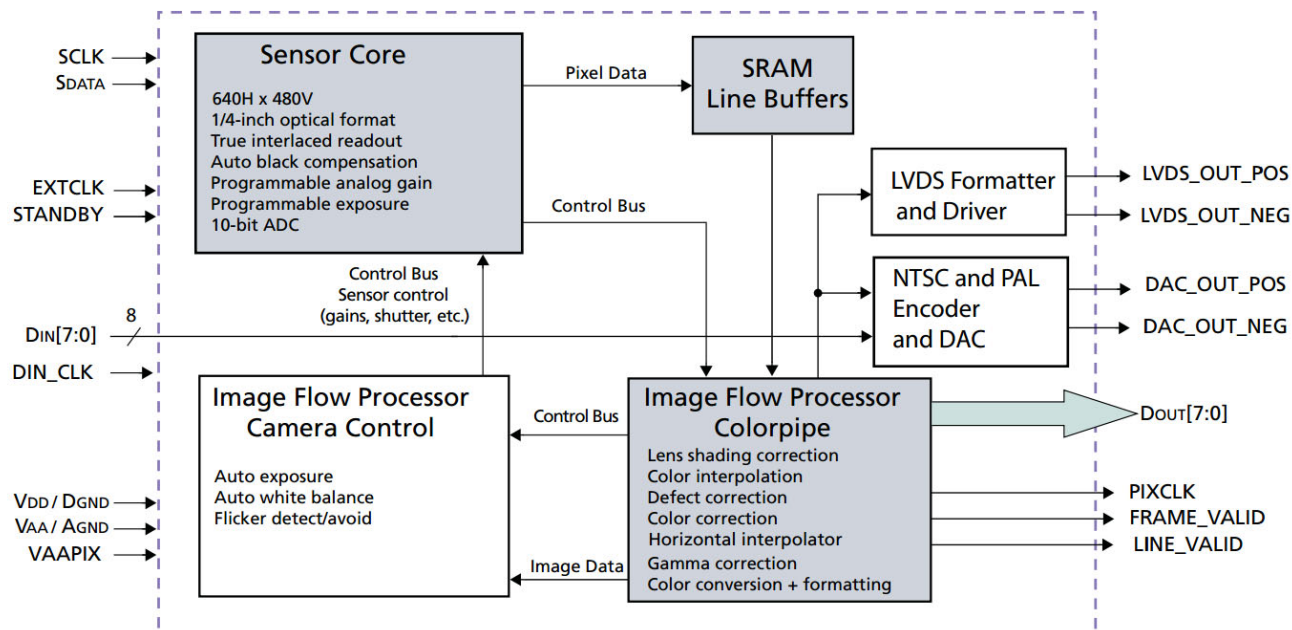 SCLK
SDATA
EXTCLK
STANDBY
DIN[7:0]
8
DIN_CLK
VDD / DGND
VAA / AGND
VAAPIX
Sensor Core
640H x 480V
1/4-inch optical format
True interlaced readout
Auto black compensation
Programmable analog gain
Programmable exposure
10-bit ADC
Pixel Data
SRAM
Line Buffers
Control Bus
Control Bus
Sensor control
(gains, shutter, etc.)
LVDS Formatter
and Driver
LVDS_OUT_POS
LVDS_OUT_NEG
NTSC and PAL
Encoder
and DAC
DAC_OUT_POS
DAC_OUT_NEG
Image Flow Processor
Camera Control
Auto exposure
Auto white balance
Flicker detect/avoid
Control Bus
Image Data
Image Flow Processor
Colorpipe
Lens shading correction
Color interpolation
Defect correction
Color correction
Horizontal interpolator
Gamma correction
Color conversion + formatting
DOUT[7:0]
PIXCLK
FRAME_VALID
LINE_VALID